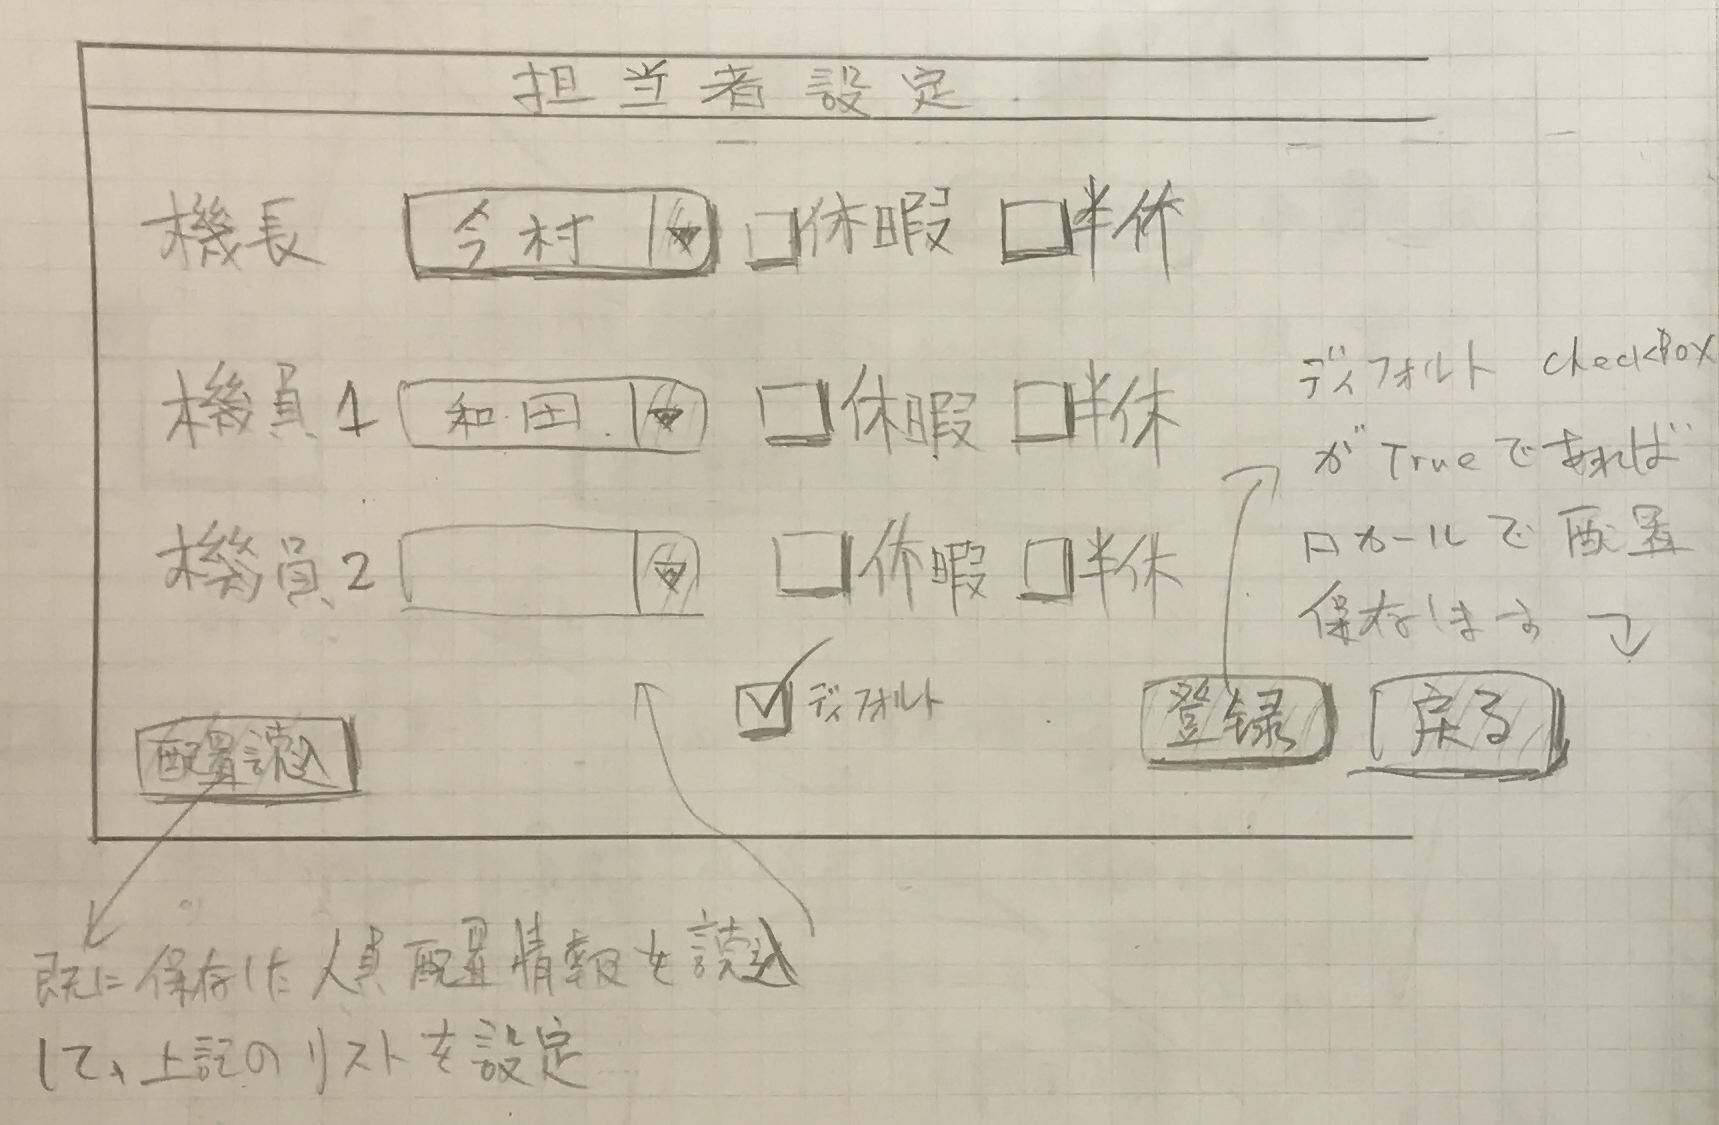 担当者設定
機長 今村 休暇 半休
機員1 和田 休暇 半休
機員2 休暇 半休
デフォルト
配置読込
登録 戻る
デフォルト checkBox
がTrueであれば
ロカールで配置
保存します
既に保存した人員配置情報を読込
して、上記のリストを設定